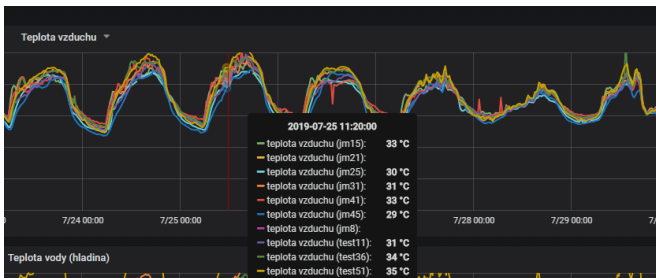 Teplota vzduchu
2019-07-25 11:20:00
teplota vzduchu (jm15): 33 °C
teplota vzduchu (jm21):
teplota vzduchu (jm25): 30 °C
teplota vzduchu (jm31): 31 °C
teplota vzduchu (jm41): 33 °C
teplota vzduchu (jm45): 29 °C
teplota vzduchu (jm8):
teplota vzduchu (test11): 31 °C
teplota vzduchu (test36): 34 °C
teplota vzduchu (test51): 35 °C
7/24 00:00 7/25 00:00 7/28 00:00 7/29 00:00
Teplota vody (hladina)